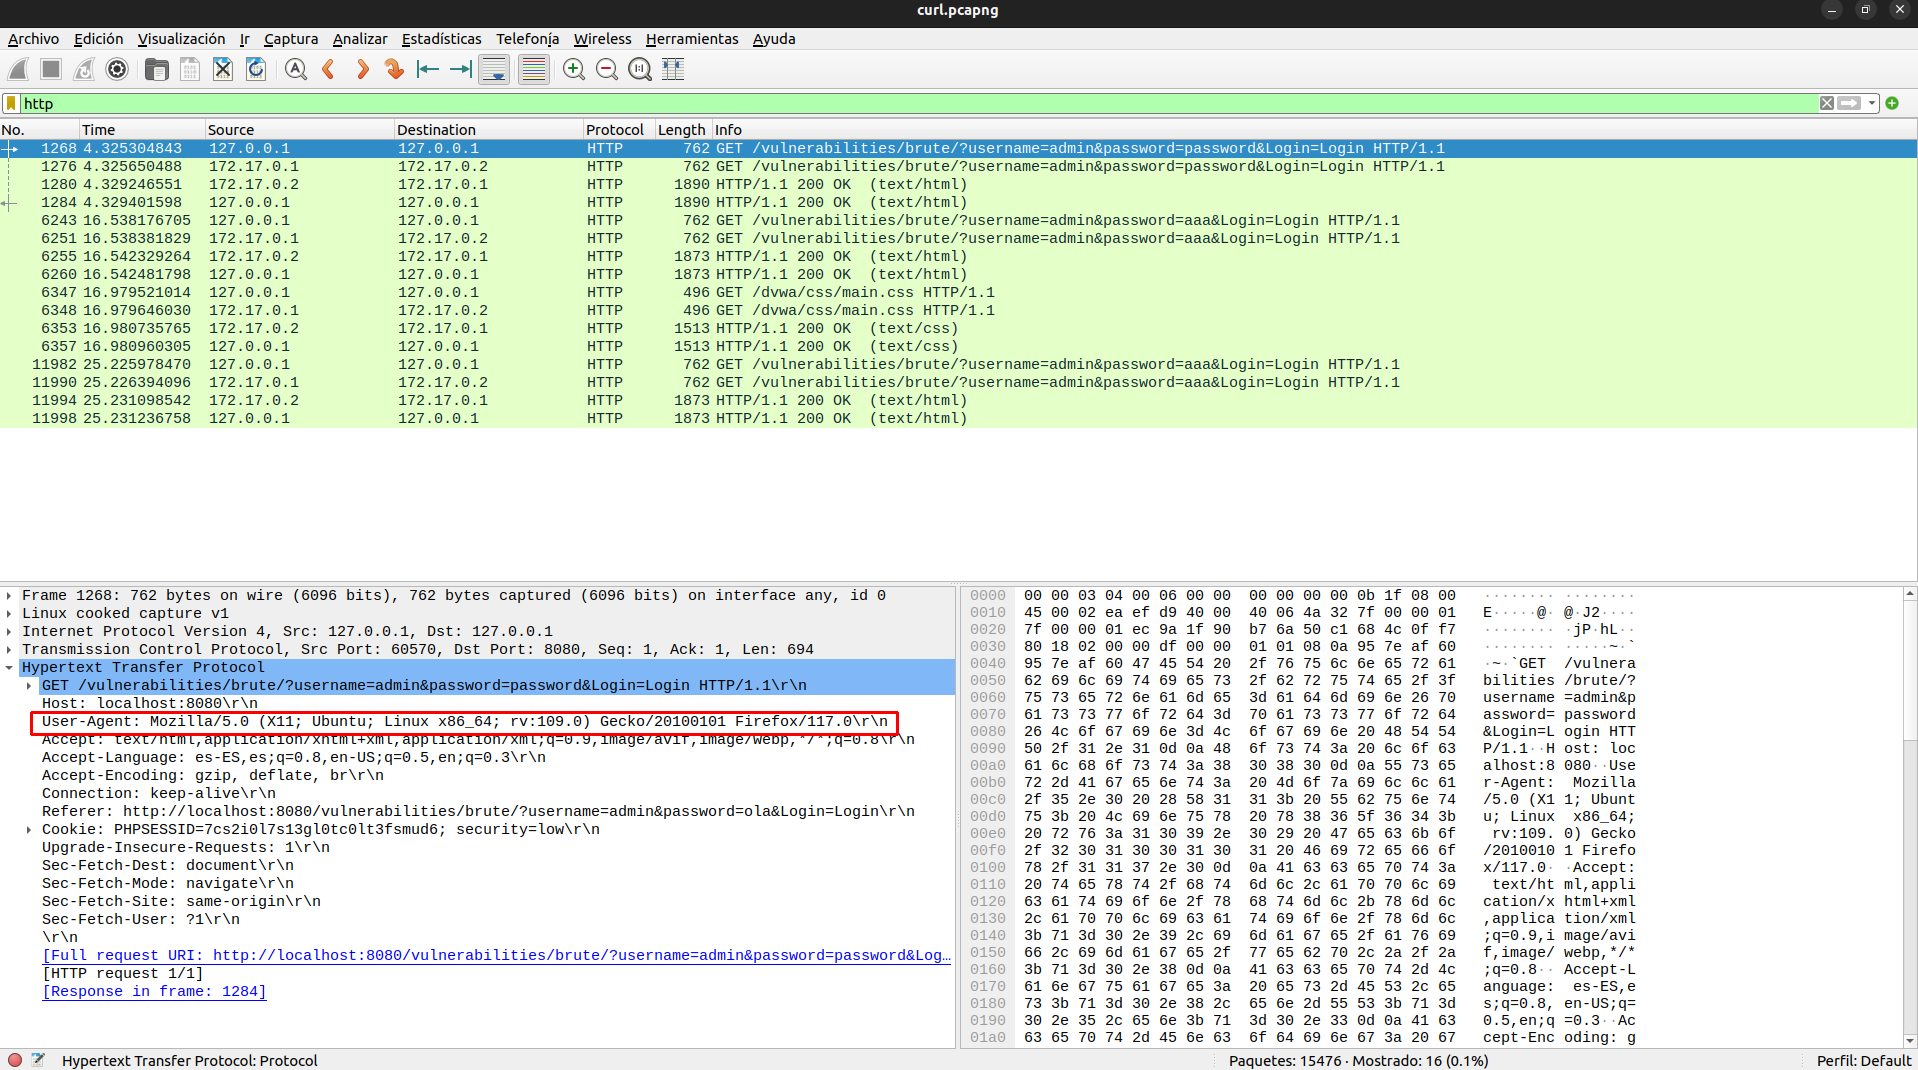 curl.pcapng
Archivo Edición Visualización Ir Captura Analizar Estadísticas Telefonía Wireless Herramientas Ayuda
http
No. Time Source Destination Protocol Length Info
1268 4.325304843 127.0.0.1 127.0.0.1 HTTP 762 GET /vulnerabilities/brute/?username=admin&password=password&Login=Login HTTP/1.1
1276 4.325650488 172.17.0.1 172.17.0.2 HTTP 762 GET /vulnerabilities/brute/?username=admin&password=password&Login=Login HTTP/1.1
1280 4.329246551 172.17.0.2 172.17.0.1 HTTP 1890 HTTP/1.1 200 OK (text/html)
1284 4.329401598 127.0.0.1 127.0.0.1 HTTP 1890 HTTP/1.1 200 OK (text/html)
6243 16.538176705 127.0.0.1 127.0.0.1 HTTP 762 GET /vulnerabilities/brute/?username=admin&password=aaa&Login=Login HTTP/1.1
6251 16.538381829 172.17.0.1 172.17.0.2 HTTP 762 GET /vulnerabilities/brute/?username=admin&password=aaa&Login=Login HTTP/1.1
6255 16.542329264 172.17.0.2 172.17.0.1 HTTP 1873 HTTP/1.1 200 OK (text/html)
6260 16.542481798 127.0.0.1 127.0.0.1 HTTP 1873 HTTP/1.1 200 OK (text/html)
6347 16.979521014 127.0.0.1 127.0.0.1 HTTP 496 GET /dvwa/css/main.css HTTP/1.1
6348 16.979646030 172.17.0.1 172.17.0.2 HTTP 496 GET /dvwa/css/main.css HTTP/1.1
6353 16.980735765 172.17.0.2 172.17.0.1 HTTP 1513 HTTP/1.1 200 OK (text/css)
6357 16.980960305 127.0.0.1 127.0.0.1 HTTP 1513 HTTP/1.1 200 OK (text/css)
11982 25.225978470 127.0.0.1 127.0.0.1 HTTP 762 GET /vulnerabilities/brute/?username=admin&password=aaa&Login=Login HTTP/1.1
11990 25.226394096 172.17.0.1 172.17.0.2 HTTP 762 GET /vulnerabilities/brute/?username=admin&password=aaa&Login=Login HTTP/1.1
11994 25.231098542 172.17.0.2 172.17.0.1 HTTP 1873 HTTP/1.1 200 OK (text/html)
11998 25.231236758 127.0.0.1 127.0.0.1 HTTP 1873 HTTP/1.1 200 OK (text/html)
Frame 1268: 762 bytes on wire (6096 bits), 762 bytes captured (6096 bits) on interface any, id 0
Linux cooked capture v1
Internet Protocol Version 4, Src: 127.0.0.1, Dst: 127.0.0.1
Transmission Control Protocol, Src Port: 60570, Dst Port: 8080, Seq: 1, Ack: 1, Len: 694
Hypertext Transfer Protocol
GET /vulnerabilities/brute/?username=admin&password=password&Login=Login HTTP/1.1\r\n
Host: localhost:8080\r\n
User-Agent: Mozilla/5.0 (X11; Ubuntu; Linux x86_64; rv:109.0) Gecko/20100101 Firefox/117.0\r\n
Accept: text/html,application/xhtml+xml,application/xml;q=0.9,image/avif,image/webp,*/*;q=0.8\r\n
Accept-Language: es-ES,es;q=0.8,en-US;q=0.5,en;q=0.3\r\n
Accept-Encoding: gzip, deflate, br\r\n
Connection: keep-alive\r\n
Referer: http://localhost:8080/vulnerabilities/brute/?username=admin&password=ola&Login=Login\r\n
Cookie: PHPSESSID=7cs2i0l7s13gl0tc0lt3fsmud6; security=low\r\n
Upgrade-Insecure-Requests: 1\r\n
Sec-Fetch-Dest: document\r\n
Sec-Fetch-Mode: navigate\r\n
Sec-Fetch-Site: same-origin\r\n
Sec-Fetch-User: ?1\r\n
\r\n
[Full request URI: http://localhost:8080/vulnerabilities/brute/?username=admin&password=password&Log…
[HTTP request 1/1]
[Response in frame: 1284]
0000 00 00 03 04 00 06 00 00 00 00 00 00 0b 1f 08 00 ········ ········
0010 45 00 02 ea ef d9 40 00 40 06 4a 32 7f 00 00 01 E·····@· @·J2····
0020 7f 00 00 01 ec 9a 1f 90 b7 6a 50 c1 68 4c 0f f7 ········ ·jP·hL··
0030 80 18 02 00 00 df 00 00 01 01 08 0a 95 7e af 60 ········ ·····~·`
0040 95 7e af 60 47 45 54 20 2f 76 75 6c 6e 65 72 61 ·~·`GET /vulnera
0050 62 69 6c 69 74 69 65 73 2f 62 72 75 74 65 2f 3f bilities /brute/?
0060 75 73 65 72 6e 61 6d 65 3d 61 64 6d 69 6e 26 70 username =admin&p
0070 61 73 73 77 6f 72 64 3d 70 61 73 73 77 6f 72 64 assword= password
0080 26 4c 6f 67 69 6e 3d 4c 6f 67 69 6e 20 48 54 54 &Login=L ogin HTT
0090 50 2f 31 2e 31 0d 0a 48 6f 73 74 3a 20 6c 6f 63 P/1.1··H ost: loc
00a0 61 6c 68 6f 73 74 3a 38 30 38 30 0d 0a 55 73 65 alhost:8 080··Use
00b0 72 2d 41 67 65 6e 74 3a 20 4d 6f 7a 69 6c 6c 61 r-Agent: Mozilla
00c0 2f 35 2e 30 20 28 58 31 31 3b 20 55 62 75 6e 74 /5.0 (X1 1; Ubunt
00d0 75 3b 20 4c 69 6e 75 78 20 78 38 36 5f 36 34 3b u; Linux x86_64;
00e0 20 72 76 3a 31 30 39 2e 30 29 20 47 65 63 6b 6f rv:109. 0) Gecko
00f0 2f 32 30 31 30 30 31 30 31 20 46 69 72 65 66 6f /2010010 1 Firefo
0100 78 2f 31 31 37 2e 30 0d 0a 41 63 63 65 70 74 3a x/117.0· ·Accept:
0110 20 74 65 78 74 2f 68 74 6d 6c 2c 61 70 70 6c 69 text/ht ml,appli
0120 63 61 74 69 6f 6e 2f 78 68 74 6d 6c 2b 78 6d 6c cation/x html+xml
0130 2c 61 70 70 6c 69 63 61 74 69 6f 6e 2f 78 6d 6c ,applica tion/xml
0140 3b 71 3d 30 2e 39 2c 69 6d 61 67 65 2f 61 76 69 ;q=0.9,i mage/avi
0150 66 2c 69 6d 61 67 65 2f 77 65 62 70 2c 2a 2f 2a f,image/ webp,*/*
0160 3b 71 3d 30 2e 38 0d 0a 41 63 63 65 70 74 2d 4c ;q=0.8·· Accept-L
0170 61 6e 67 75 61 67 65 3a 20 65 73 2d 45 53 2c 65 anguage: es-ES,e
0180 73 3b 71 3d 30 2e 38 2c 65 6e 2d 55 53 3b 71 3d s;q=0.8, en-US;q=
0190 30 2e 35 2c 65 6e 3b 71 3d 30 2e 33 0d 0a 41 63 0.5,en;q =0.3··Ac
01a0 63 65 70 74 2d 45 6e 63 6f 64 69 6e 67 3a 20 67 cept-Enc oding: g
Hypertext Transfer Protocol: Protocol
Paquetes: 15476 · Mostrado: 16 (0.1%)
Perfil: Default